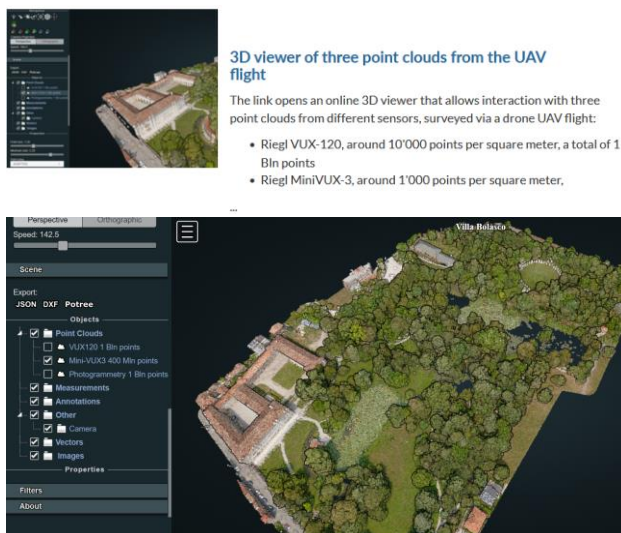 3D viewer of three point clouds from the UAV
flight
The link opens an online 3D viewer that allows interaction with three
point clouds from different sensors, surveyed via a drone UAV flight:
• Riegl VUX-120, around 10'000 points per square meter, a total of 1
Bln points
• Riegl MiniVUX-3, around 1'000 points per square meter,
...
Perspective Orthographic
Speed: 142.5
Scene
Export:
JSON DXF Potree
Objects
Point Clouds
VUX120 1 Bln points
Mini-VUX3 400 Mln points
Photogrammetry 1 Bln points
Measurements
Annotations
Other
Camera
Vectors
Images
Properties
Filters
About
Villa Bolasco